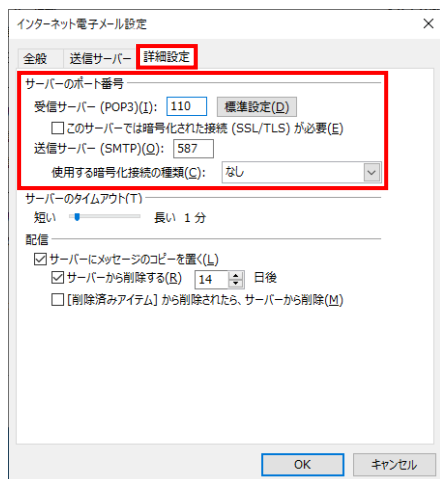 インターネット電子メール設定
全般 送信サーバー 詳細設定
サーバーのポート番号
受信サーバー (POP3)(I): 110 標準設定(D)
このサーバーでは暗号化された接続 (SSL/TLS) が必要(E)
送信サーバー (SMTP)(O): 587
使用する暗号化接続の種類(C): なし
サーバーのタイムアウト(T)
短い 長い 1 分
配信
サーバーにメッセージのコピーを置く(L)
サーバーから削除する(R) 14 日後
[削除済みアイテム] から削除されたら、サーバーから削除(M)
OK キャンセル